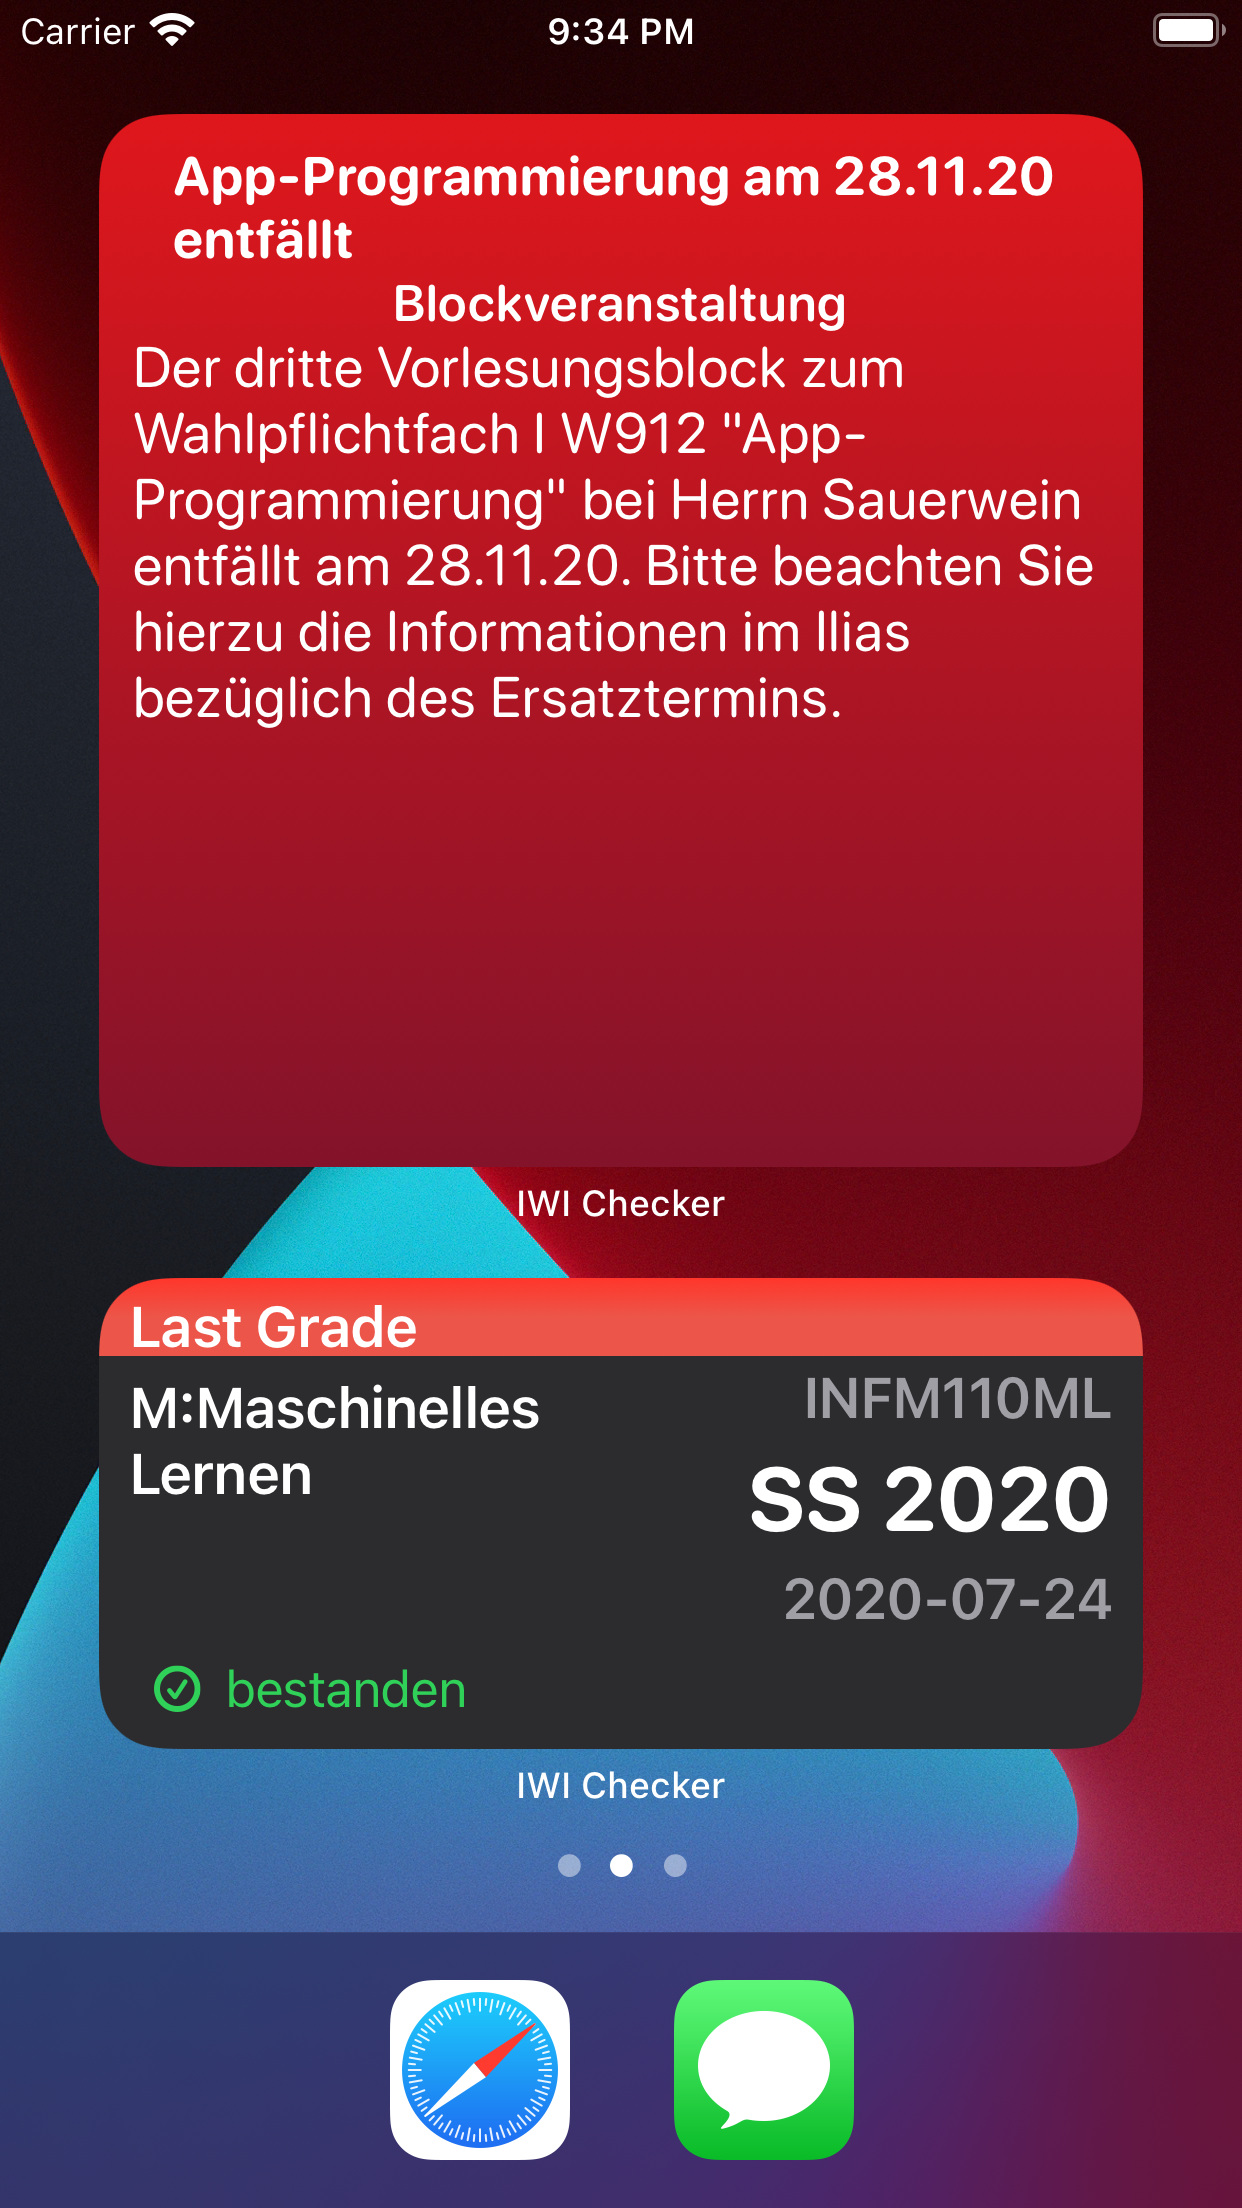 Carrier 9:34 PM
App-Programmierung am 28.11.20
entfällt
Blockveranstaltung
Der dritte Vorlesungsblock zum
Wahlpflichtfach I W912 "App-
Programmierung" bei Herrn Sauerwein
entfällt am 28.11.20. Bitte beachten Sie
hierzu die Informationen im Ilias
bezüglich des Ersatztermins.
IWI Checker
Last Grade
M:Maschinelles
Lernen
INFM110ML
SS 2020
2020-07-24
bestanden
IWI Checker